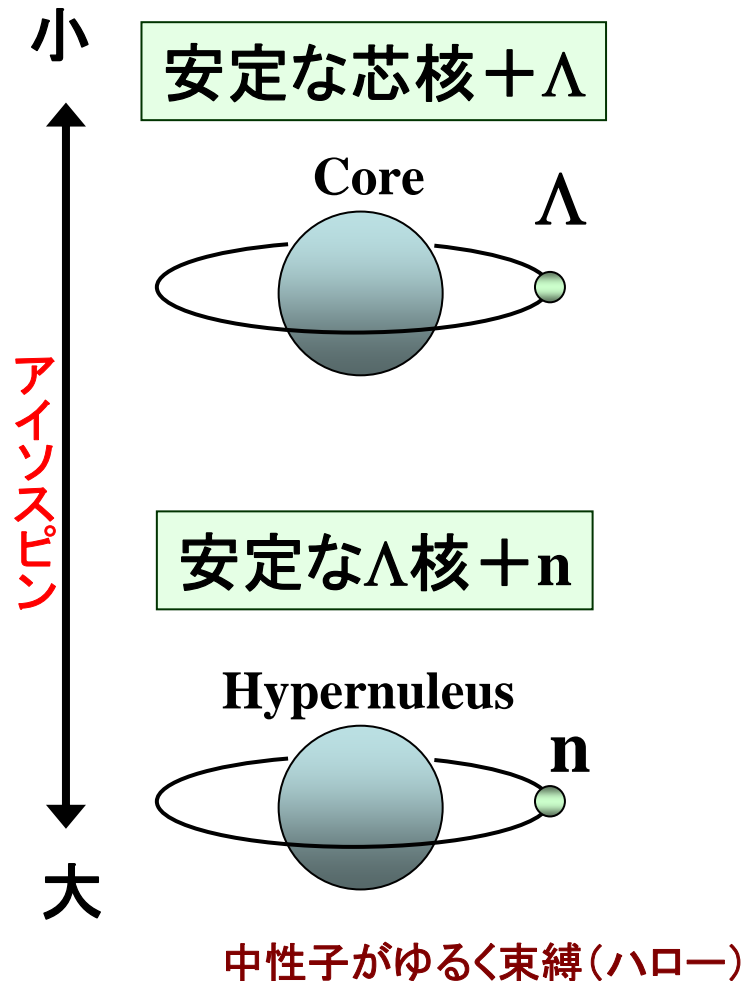 小
安定な芯核＋Λ
Core
Λ
アイソスピン
安定なΛ核＋n
Hypernuleus
n
大
中性子がゆるく束縛（ハロー）